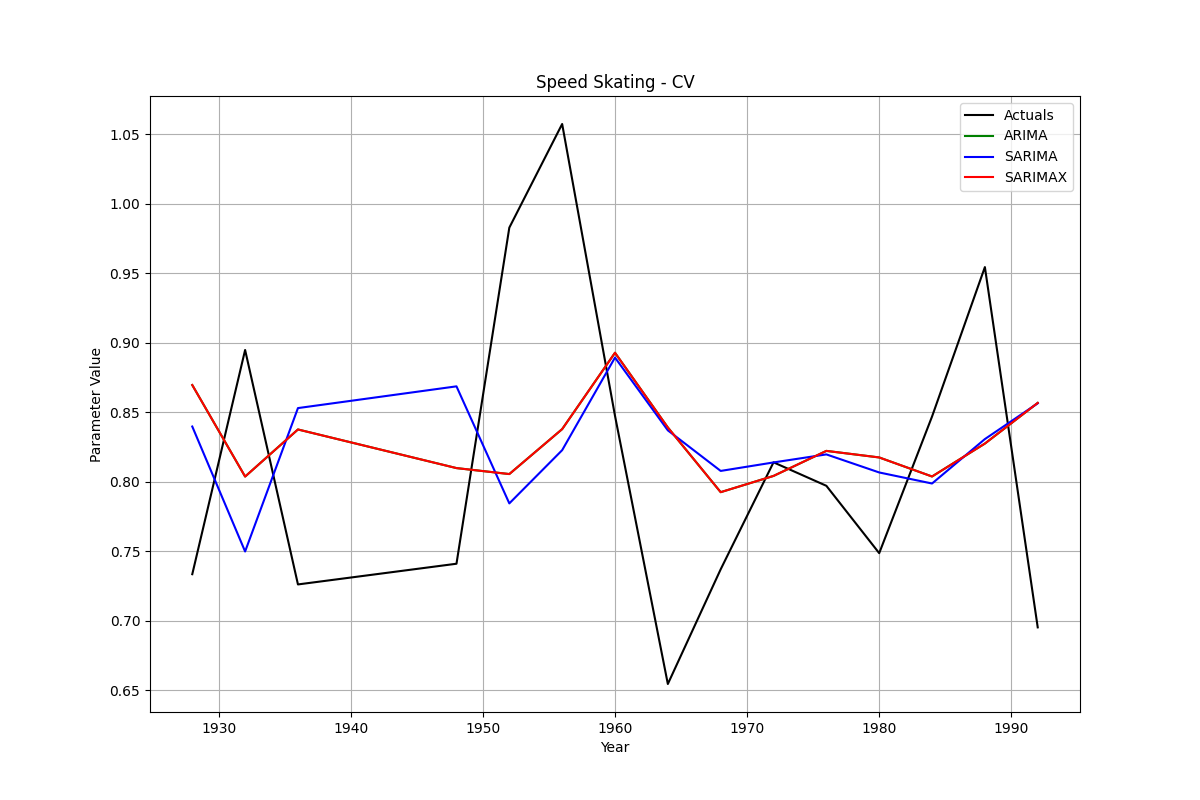 Speed Skating - CV
Actuals
ARIMA
SARIMA
SARIMAX
1.05
1.00
0.95
0.90
0.85
0.80
0.75
0.70
0.65
Parameter Value
1930 1940 1950 1960 1970 1980 1990
Year